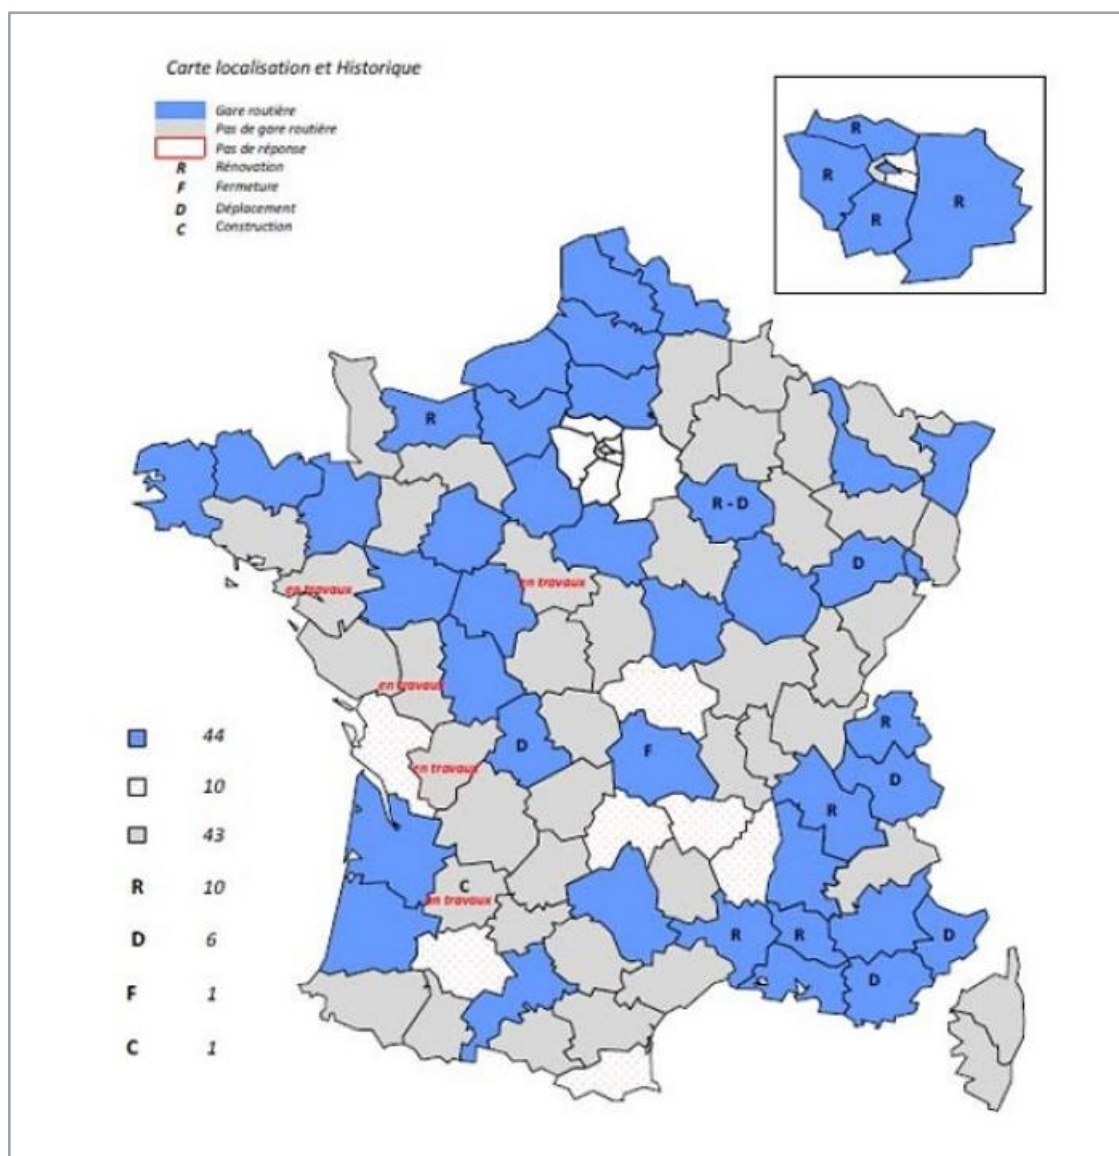 Carte localisation et Historique
Gare routière
Pas de gare routière
Pas de réponse
R Rénovation
F Fermeture
D Déplacement
C Construction
R
R
R
R
R
R - D
D
en travaux
en travaux
en travaux
R
D
F
en travaux
D
R
C
en travaux
R
R
D
D
44
10
43
R 10
D 6
F 1
C 1